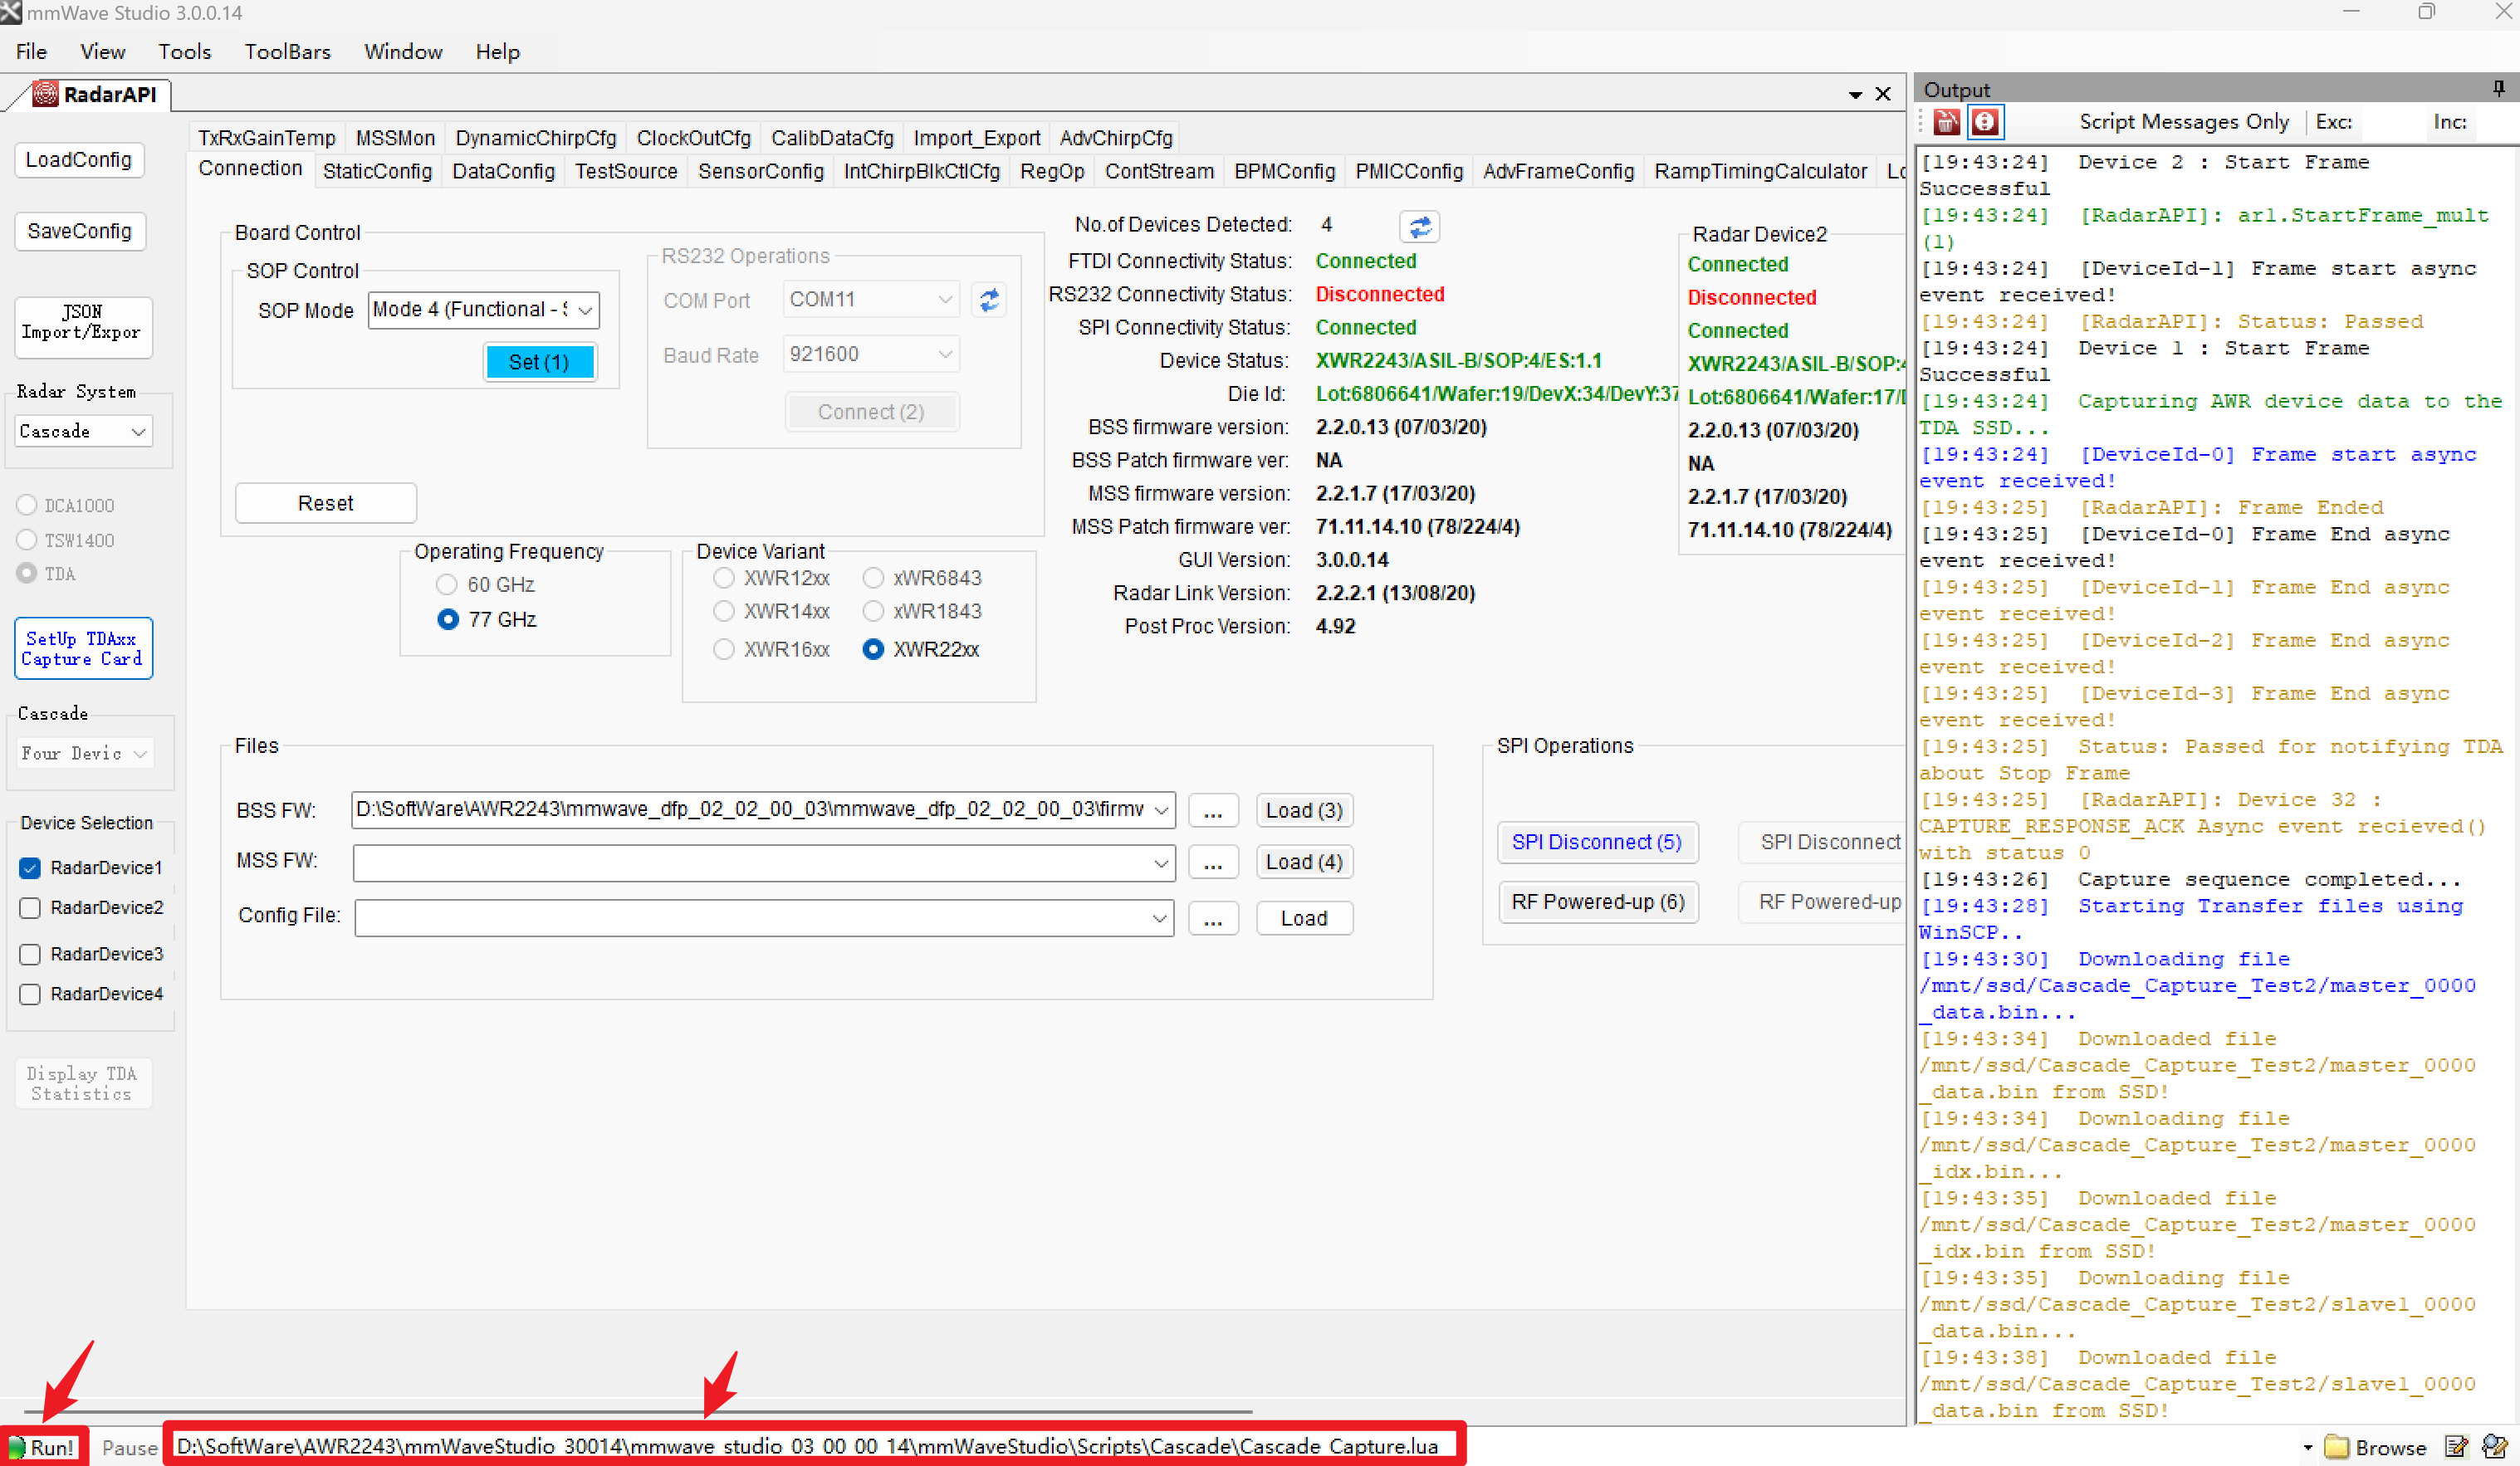 mmWave Studio 3.0.0.14
File View Tools ToolBars Window Help
RadarAPI
LoadConfig
SaveConfig
JSON
Import/Expor
Radar System
Cascade
DCA1000
TSW1400
TDA
SetUp TDAxx
Capture Card
Cascade
Four Devic
Device Selection
RadarDevice1
RadarDevice2
RadarDevice3
RadarDevice4
Display TDA
Statistics
TxRxGainTemp MSSMon DynamicChirpCfg ClockOutCfg CalibDataCfg Import_Export AdvChirpCfg
Connection StaticConfig DataConfig TestSource SensorConfig IntChirpBlkCtlCfg RegOp ContStream BPMConfig PMICConfig AdvFrameConfig RampTimingCalculator Lo
Board Control
SOP Control
SOP Mode Mode 4 (Functional - S
Set (1)
Reset
RS232 Operations
COM Port COM11
Baud Rate 921600
Connect (2)
Operating Frequency
60 GHz
77 GHz
Device Variant
XWR12xx xWR6843
XWR14xx xWR1843
XWR16xx XWR22xx
No.of Devices Detected: 4
FTDI Connectivity Status: Connected
RS232 Connectivity Status: Disconnected
SPI Connectivity Status: Connected
Device Status: XWR2243/ASIL-B/SOP:4/ES:1.1
Die Id: Lot:6806641/Wafer:19/DevX:34/DevY:37
BSS firmware version: 2.2.0.13 (07/03/20)
BSS Patch firmware ver: NA
MSS firmware version: 2.2.1.7 (17/03/20)
MSS Patch firmware ver: 71.11.14.10 (78/224/4)
GUI Version: 3.0.0.14
Radar Link Version: 2.2.2.1 (13/08/20)
Post Proc Version: 4.92
Radar Device2
Connected
Disconnected
Connected
XWR2243/ASIL-B/SOP:4
Lot:6806641/Wafer:17/D
2.2.0.13 (07/03/20)
NA
2.2.1.7 (17/03/20)
71.11.14.10 (78/224/4)
Files
BSS FW: D:\SoftWare\AWR2243\mmwave_dfp_02_02_00_03\mmwave_dfp_02_02_00_03\firmw ... Load (3)
MSS FW: ... Load (4)
Config File: ... Load
SPI Operations
SPI Disconnect (5) SPI Disconnect
RF Powered-up (6) RF Powered-up
Output
Script Messages Only Exc: Inc:
[19:43:24] Device 2 : Start Frame
Successful
[19:43:24] [RadarAPI]: ar1.StartFrame_mult
(1)
[19:43:24] [DeviceId-1] Frame start async
event received!
[19:43:24] [RadarAPI]: Status: Passed
[19:43:24] Device 1 : Start Frame
Successful
[19:43:24] Capturing AWR device data to the
TDA SSD...
[19:43:24] [DeviceId-0] Frame start async
event received!
[19:43:25] [RadarAPI]: Frame Ended
[19:43:25] [DeviceId-0] Frame End async
event received!
[19:43:25] [DeviceId-1] Frame End async
event received!
[19:43:25] [DeviceId-2] Frame End async
event received!
[19:43:25] [DeviceId-3] Frame End async
event received!
[19:43:25] Status: Passed for notifying TDA
about Stop Frame
[19:43:25] [RadarAPI]: Device 32 :
CAPTURE_RESPONSE_ACK Async event recieved()
with status 0
[19:43:26] Capture sequence completed...
[19:43:28] Starting Transfer files using
WinSCP..
[19:43:30] Downloading file
/mnt/ssd/Cascade_Capture_Test2/master_0000
_data.bin...
[19:43:34] Downloaded file
/mnt/ssd/Cascade_Capture_Test2/master_0000
_data.bin from SSD!
[19:43:34] Downloading file
/mnt/ssd/Cascade_Capture_Test2/master_0000
_idx.bin...
[19:43:35] Downloaded file
/mnt/ssd/Cascade_Capture_Test2/master_0000
_idx.bin from SSD!
[19:43:35] Downloading file
/mnt/ssd/Cascade_Capture_Test2/slave1_0000
_data.bin...
[19:43:38] Downloaded file
/mnt/ssd/Cascade_Capture_Test2/slave1_0000
_data.bin from SSD!
Run! Pause D:\SoftWare\AWR2243\mmWaveStudio_30014\mmwave_studio_03_00_00_14\mmWaveStudio\Scripts\Cascade\Cascade_Capture.lua Browse